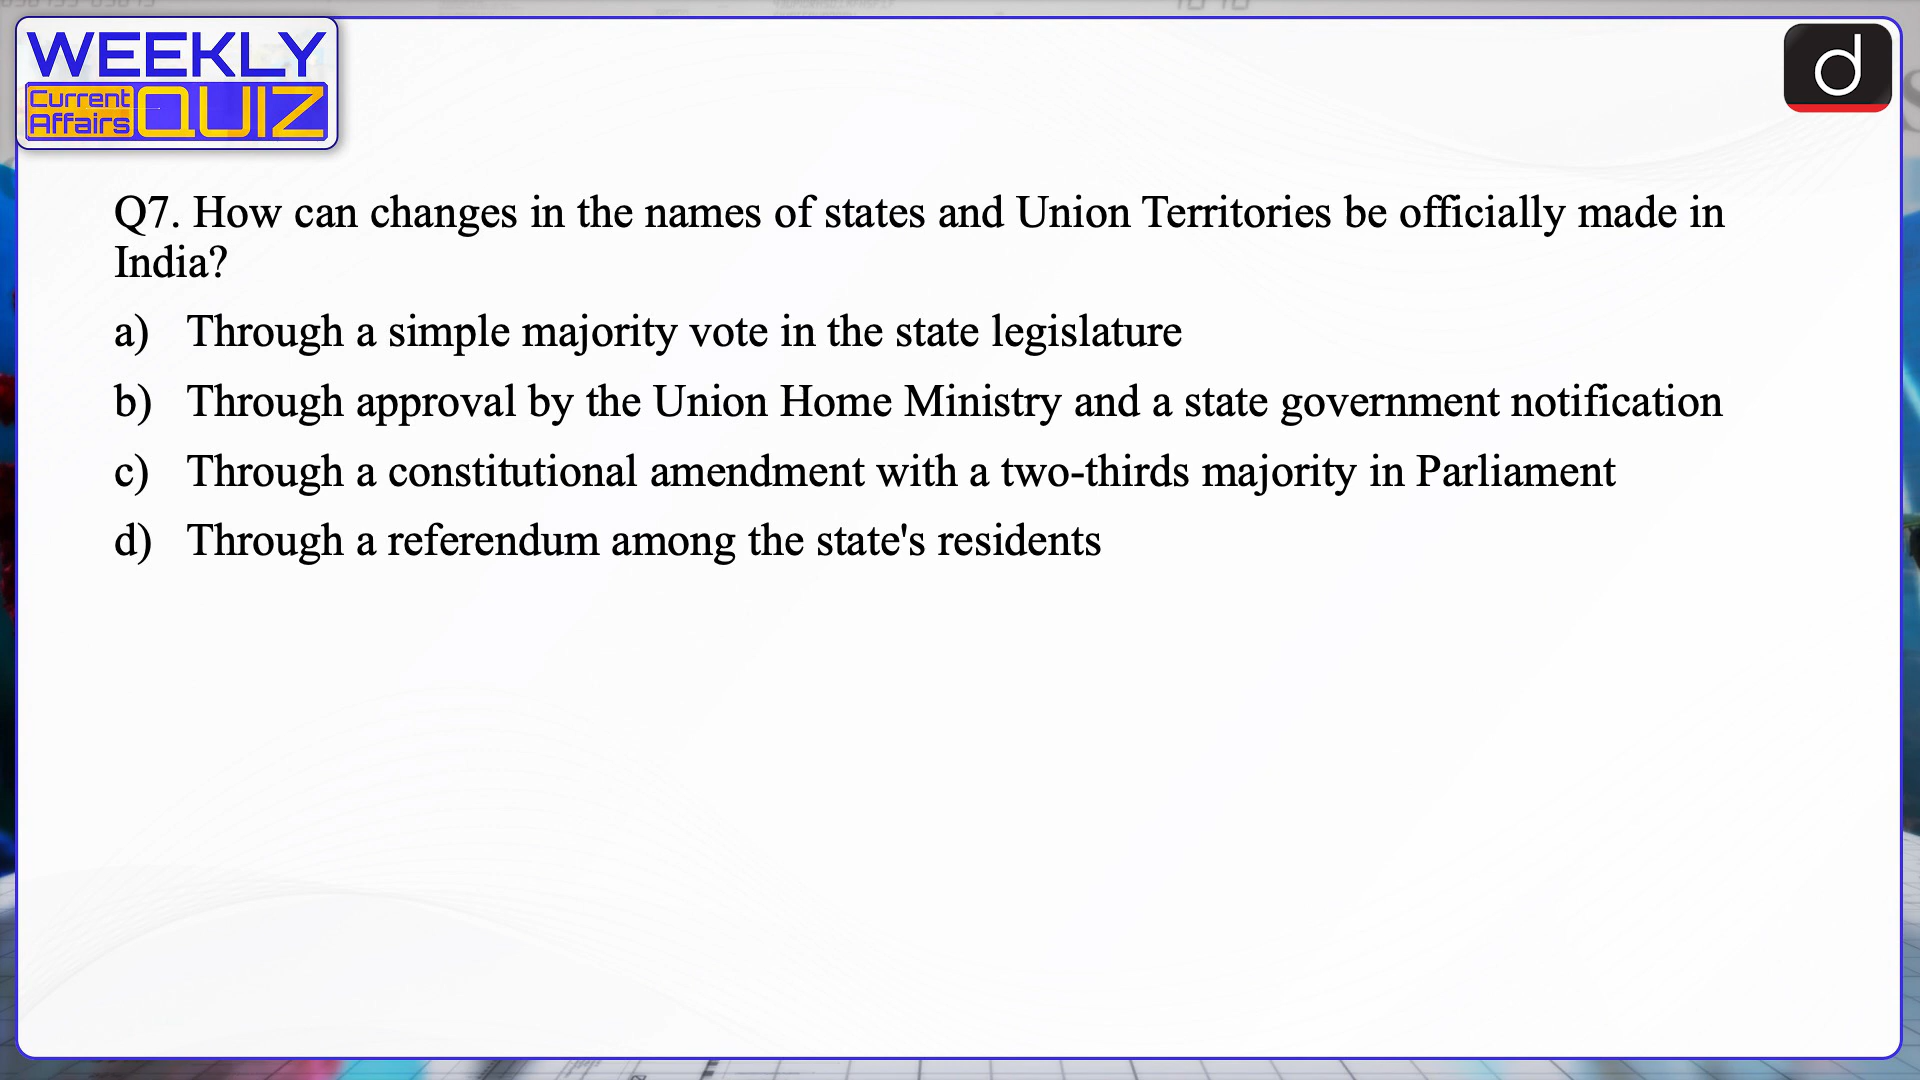 WEEKLY
Current
Affairs
QUIZ
d
Q7. How can changes in the names of states and Union Territories be officially made in
India?
a) Through a simple majority vote in the state legislature
b) Through approval by the Union Home Ministry and a state government notification
c) Through a constitutional amendment with a two-thirds majority in Parliament
d) Through a referendum among the state's residents